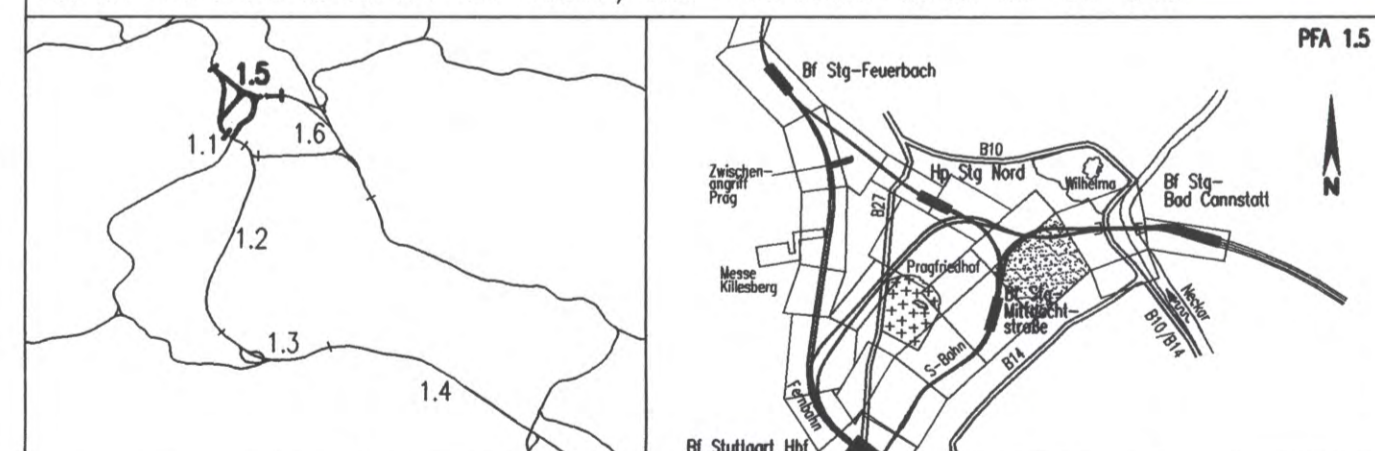 1.5
1.1
1.6
1.2
1.3
1.4
PFA 1.5
Bf Stg-Feuerbach
B10
Zwischen-
angriff
Prag
Hp Stg Nord
Wilhelma
Bf Stg-
Bad Cannstatt
N
B27
Messe
Killesberg
Pragfriedhof
Bf Stg-
Mittnacht-
straße
Neckar
B10/B14
S-Bahn
B14
Fernbahn
Bf Stuttgart Hbf